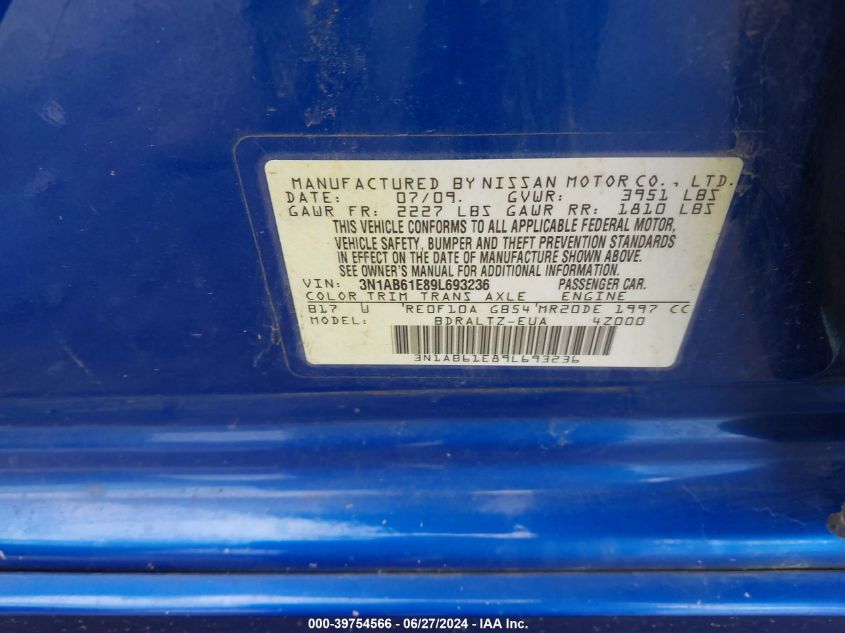 MANUFACTURED BY NISSAN MOTOR CO., LTD.
DATE: 07/09. GVWR: 3951 LBS
GAWR FR: 2227 LBS GAWR RR: 1810 LBS
THIS VEHICLE CONFORMS TO ALL APPLICABLE FEDERAL MOTOR,
VEHICLE SAFETY, BUMPER AND THEFT PREVENTION STANDARDS
IN EFFECT ON THE DATE OF MANUFACTURE SHOWN ABOVE.
SEE OWNER'S MANUAL FOR ADDITIONAL INFORMATION.
VIN: 3N1AB61E89L693236 PASSENGER CAR.
COLOR TRIM TRANS AXLE ENGINE
B17 W 'RE0F10A GB54'MR20DE 1997 CC
MODEL: BDRALTZ-EUA 4Z000
3N1AB61E89L693236
000-39754566 - 06/27/2024 - IAA Inc.